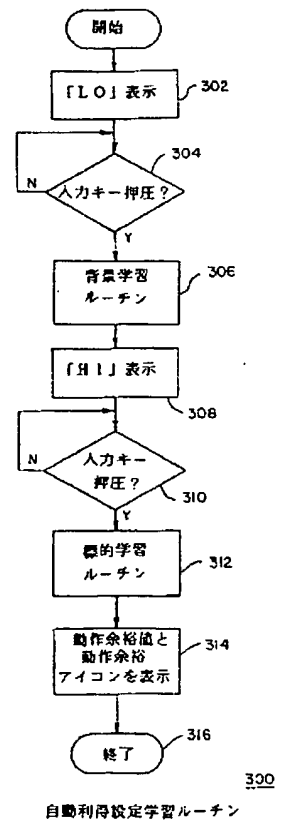 開始
「LO」表示
302
304
入力キー押圧？
N
Y
背景学習
ルーチン
306
「HI」表示
308
入力キー
押圧？
N
310
Y
標的学習
ルーチン
312
動作余裕値と
動作余裕
アイコンを表示
314
終了
316
300
自動利得設定学習ルーチン